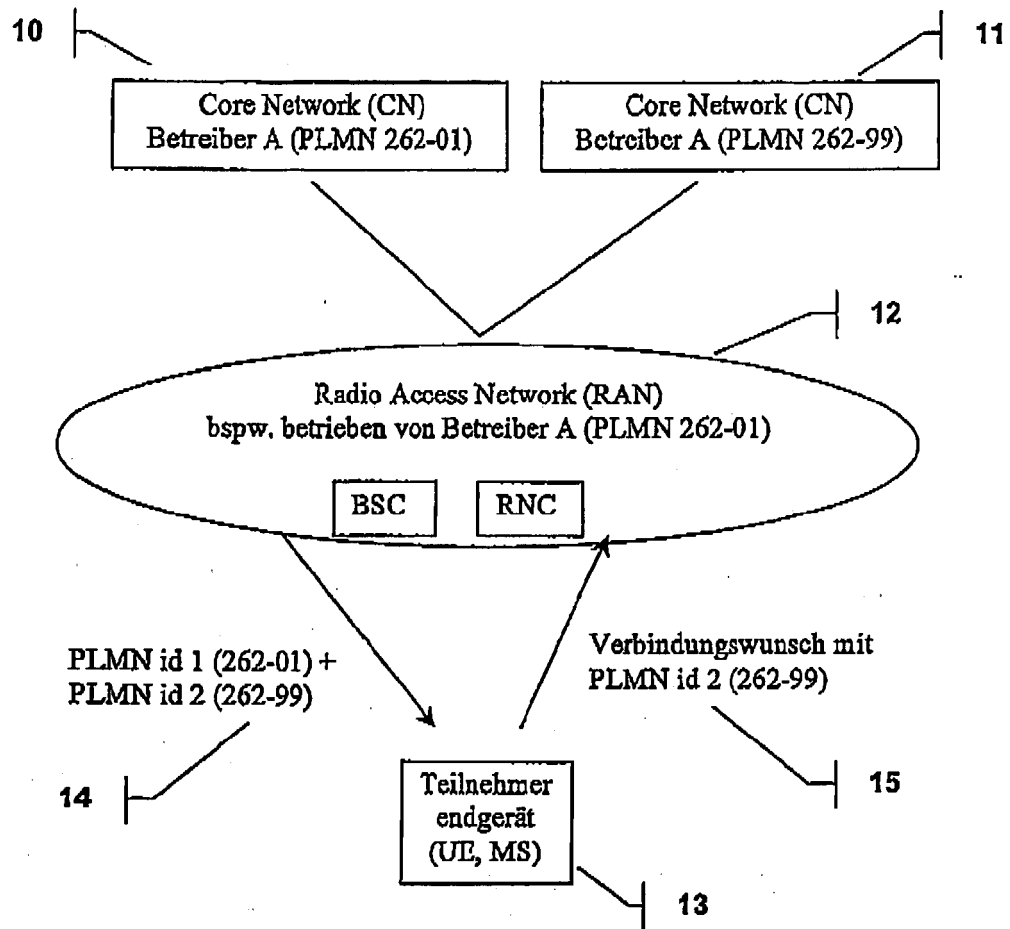 10
11
Core Network (CN)
Betreiber A (PLMN 262-01)
Core Network (CN)
Betreiber A (PLMN 262-99)
12
Radio Access Network (RAN)
bspw. betrieben von Betreiber A (PLMN 262-01)
BSC
RNC
PLMN id 1 (262-01) +
PLMN id 2 (262-99)
Verbindungswunsch mit
PLMN id 2 (262-99)
14
15
Teilnehmer
endgerät
(UE, MS)
13